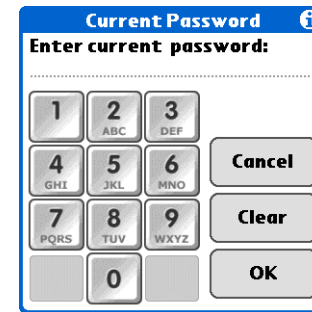 Current Password i
Enter current password:
1 2 3
ABC DEF
4 5 6 Cancel
GHI JKL MNO
7 8 9 Clear
PQRS TUV WXYZ
0 OK